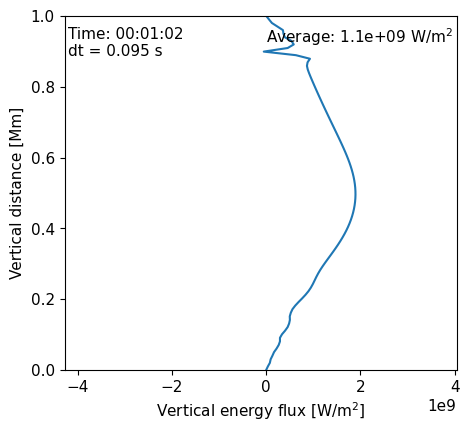 Time: 00:01:02
dt = 0.095 s
Average: 1.1e+09 W/m²
1.0
0.8
0.6
0.4
0.2
0.0
Vertical distance [Mm]
−4 −2 0 2 4
1e9
Vertical energy flux [W/m²]